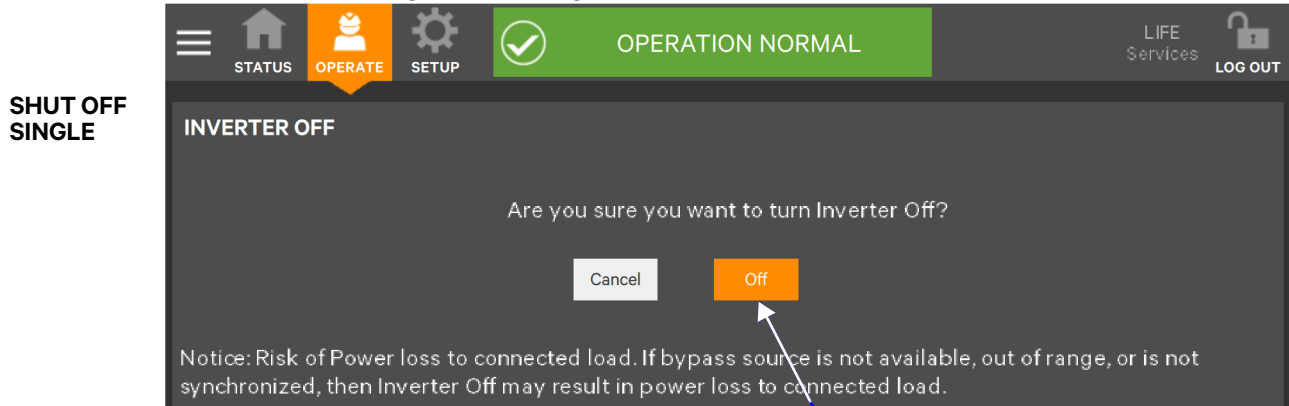 STATUS OPERATE SETUP OPERATION NORMAL LIFE Services LOG OUT
SHUT OFF
SINGLE
INVERTER OFF
Are you sure you want to turn Inverter Off?
Cancel Off
Notice: Risk of Power loss to connected load. If bypass source is not available, out of range, or is not
synchronized, then Inverter Off may result in power loss to connected load.